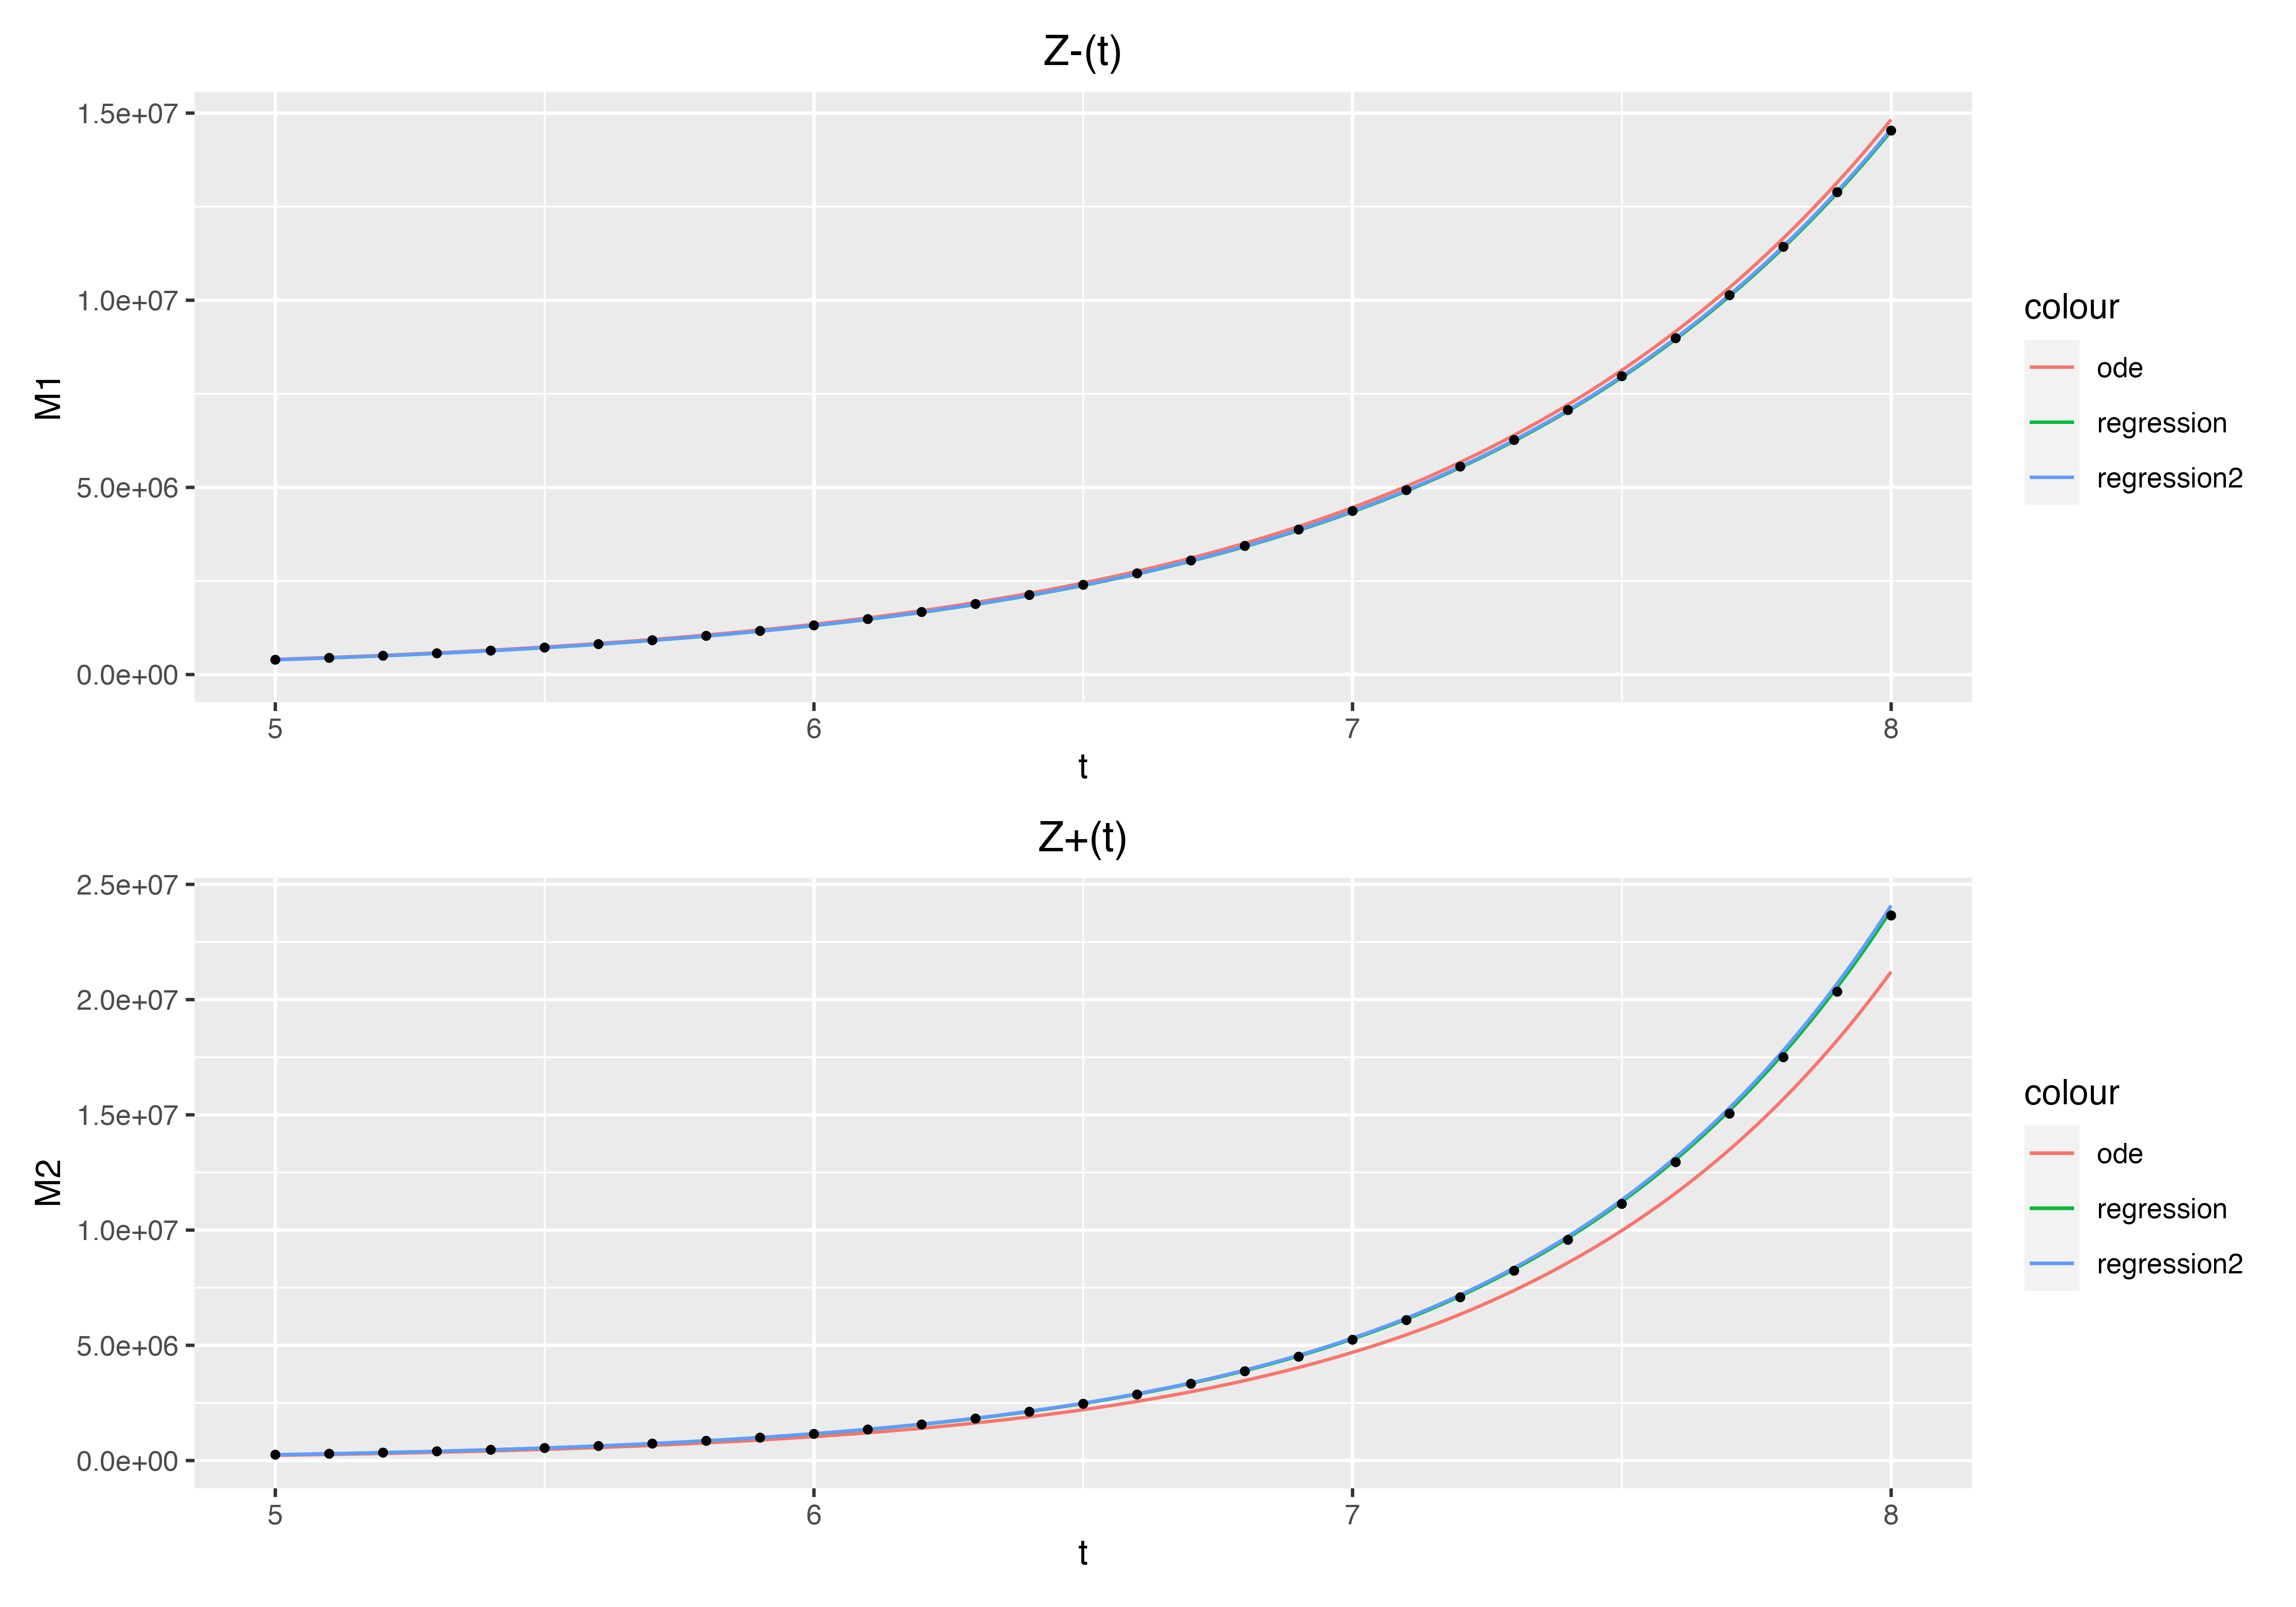 Z-(t)
1.5e+07
1.0e+07
5.0e+06
0.0e+00
M1
5 6 7 8
t
colour
ode
regression
regression2
Z+(t)
2.5e+07
2.0e+07
1.5e+07
1.0e+07
5.0e+06
0.0e+00
M2
5 6 7 8
t
colour
ode
regression
regression2